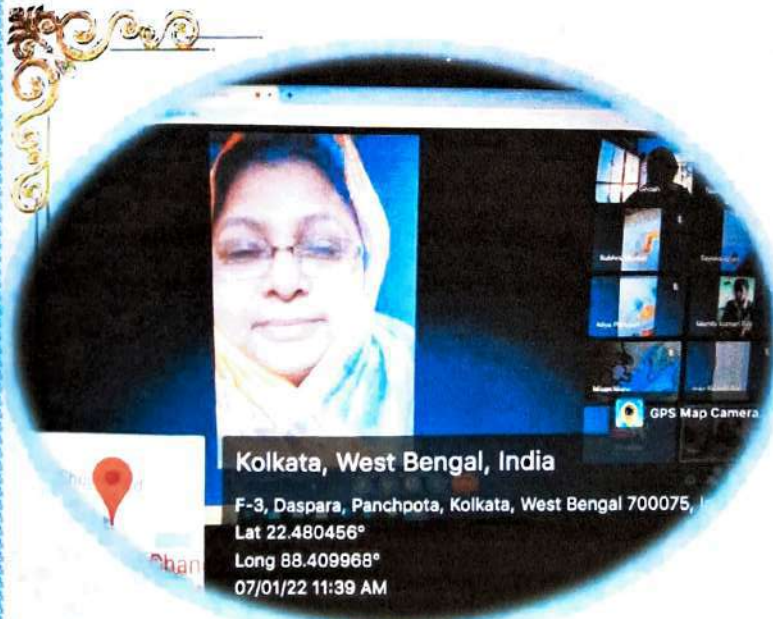 GPS Map Camera
Kolkata, West Bengal, India
F-3, Daspara, Panchpota, Kolkata, West Bengal 700075,
Lat 22.480456°
Long 88.409968°
07/01/22 11:39 AM